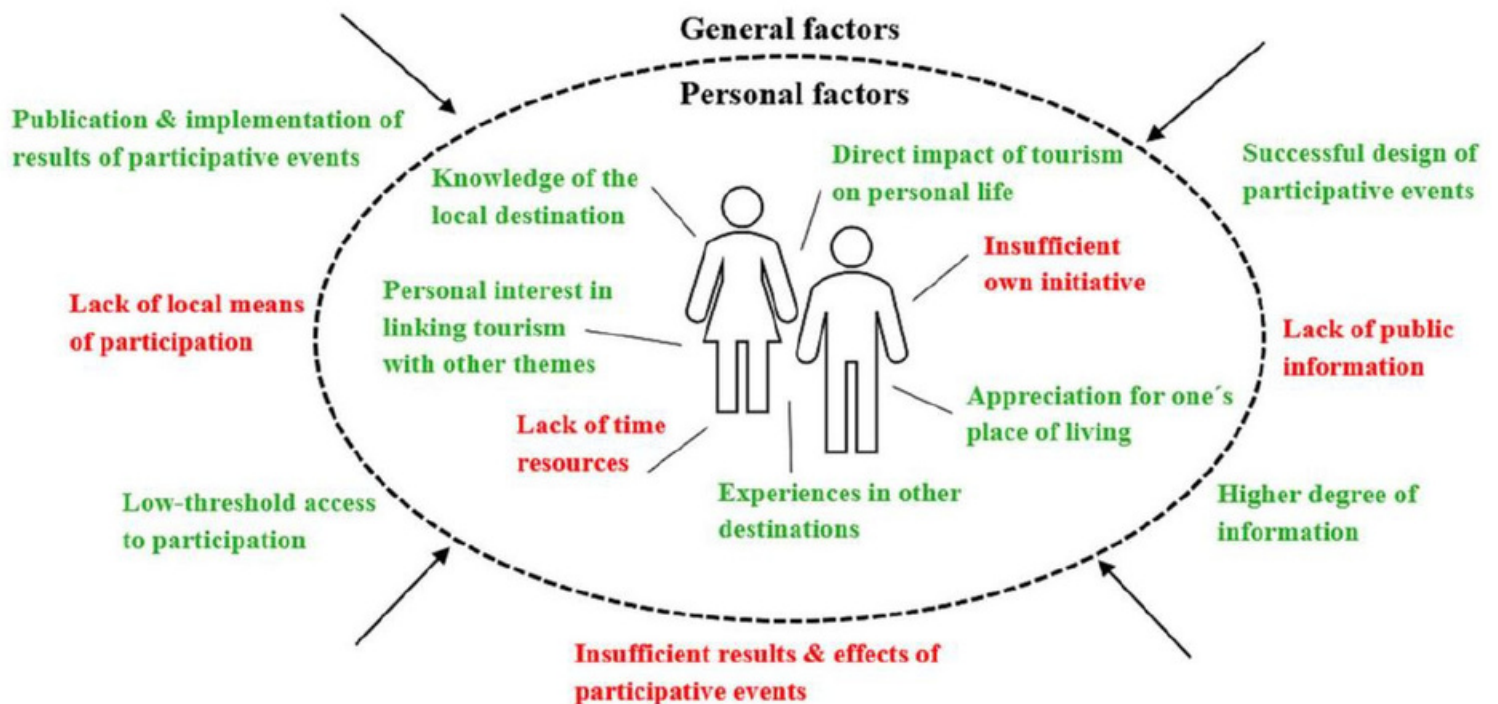 General factors
Personal factors
Publication & implementation of
results of participative events
Knowledge of the
local destination
Direct impact of tourism
on personal life
Successful design of
participative events
Insufficient
own initiative
Personal interest in
linking tourism
with other themes
Lack of local means
of participation
Lack of public
information
Appreciation for one´s
place of living
Lack of time
resources
Experiences in other
destinations
Low-threshold access
to participation
Higher degree of
information
Insufficient results & effects of
participative events